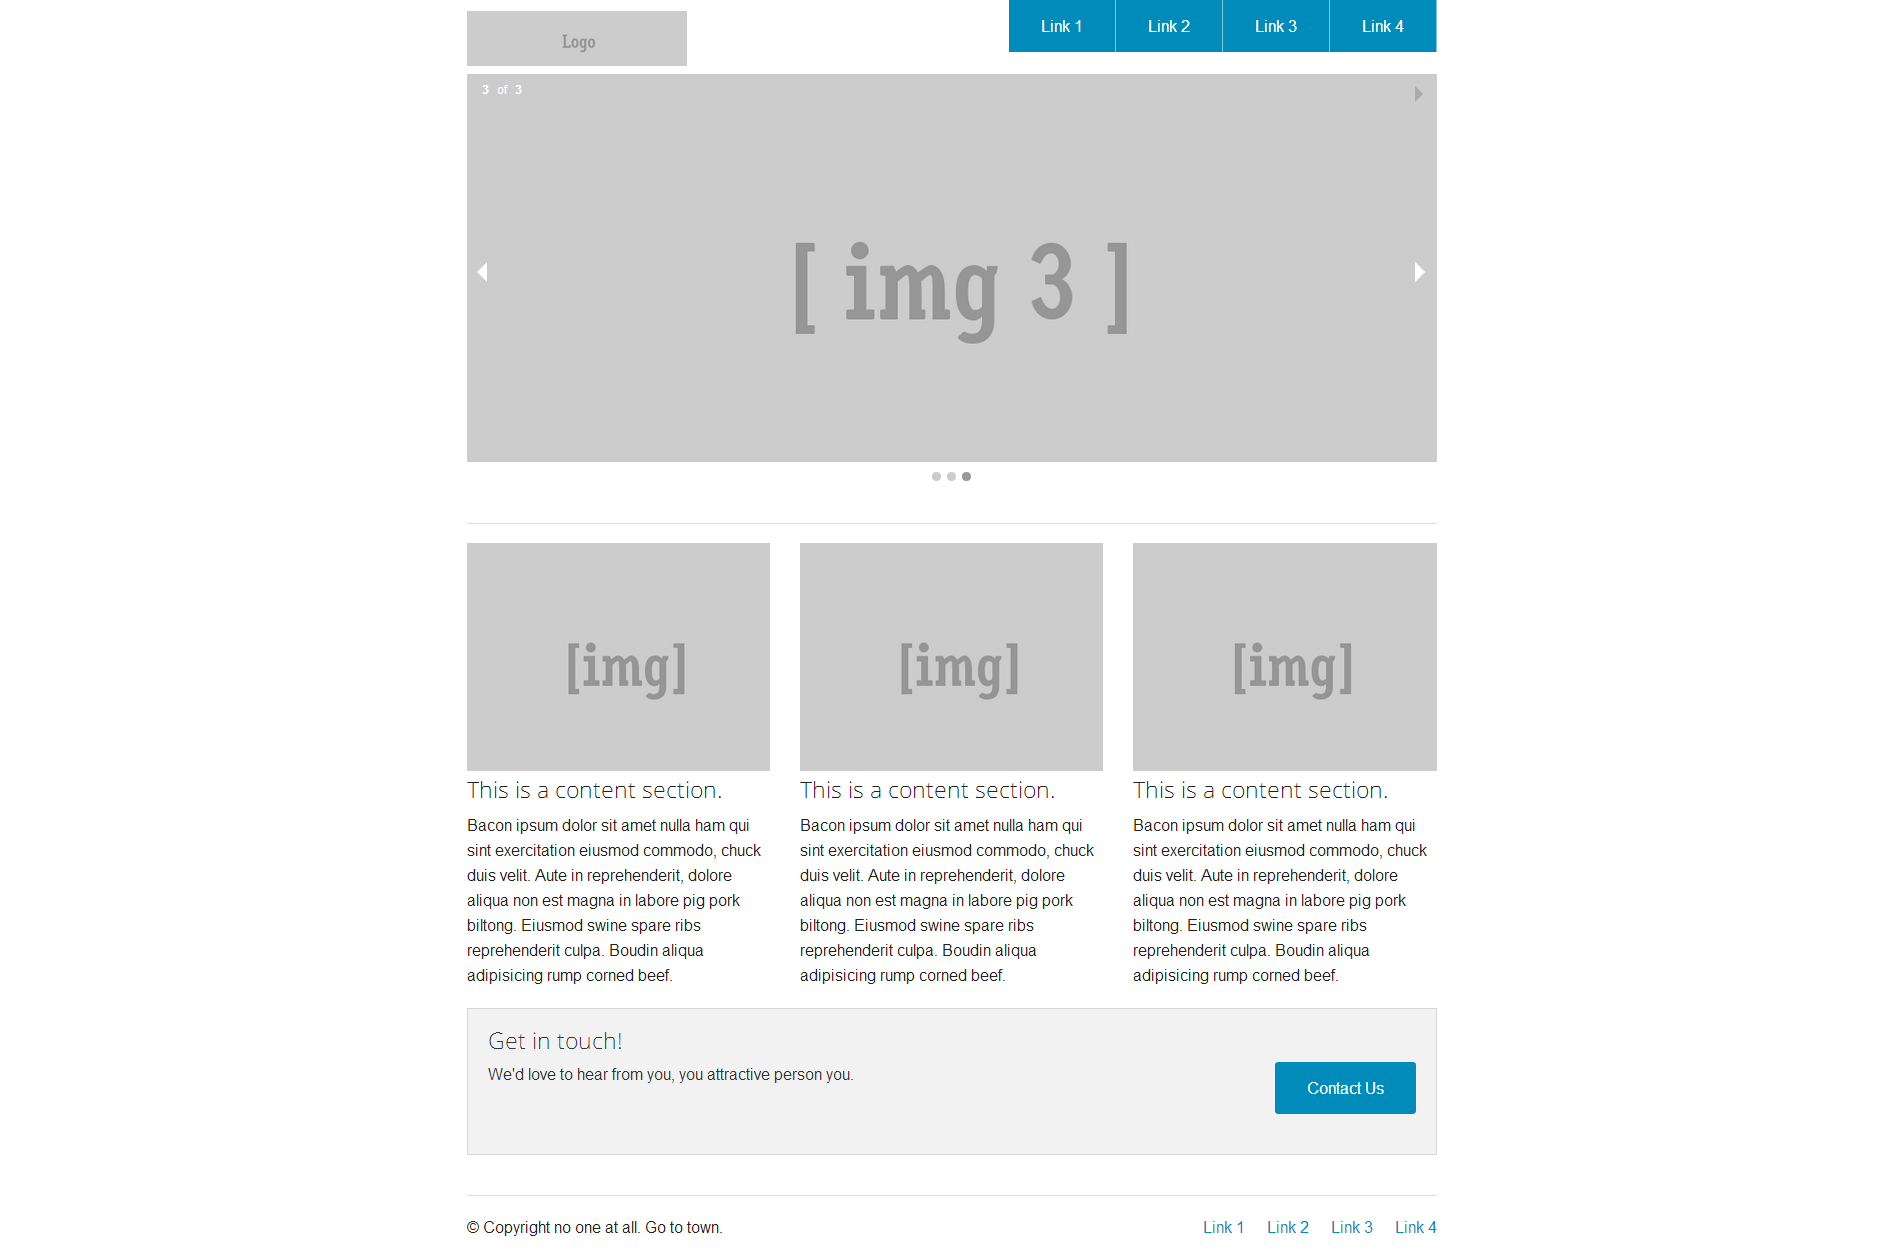 Logo
Link 1 Link 2 Link 3 Link 4
3 of 3
[ img 3 ]
[img] [img] [img]
This is a content section.
Bacon ipsum dolor sit amet nulla ham qui
sint exercitation eiusmod commodo, chuck
duis velit. Aute in reprehenderit, dolore
aliqua non est magna in labore pig pork
biltong. Eiusmod swine spare ribs
reprehenderit culpa. Boudin aliqua
adipisicing rump corned beef.
This is a content section.
Bacon ipsum dolor sit amet nulla ham qui
sint exercitation eiusmod commodo, chuck
duis velit. Aute in reprehenderit, dolore
aliqua non est magna in labore pig pork
biltong. Eiusmod swine spare ribs
reprehenderit culpa. Boudin aliqua
adipisicing rump corned beef.
This is a content section.
Bacon ipsum dolor sit amet nulla ham qui
sint exercitation eiusmod commodo, chuck
duis velit. Aute in reprehenderit, dolore
aliqua non est magna in labore pig pork
biltong. Eiusmod swine spare ribs
reprehenderit culpa. Boudin aliqua
adipisicing rump corned beef.
Get in touch!
We'd love to hear from you, you attractive person you.
Contact Us
© Copyright no one at all. Go to town.
Link 1 Link 2 Link 3 Link 4